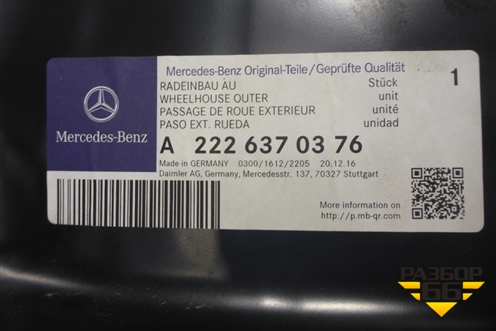 Mercedes-Benz Original-Teile/Geprüfte Qualität
RADEINBAU AU Stück 1
WHEELHOUSE OUTER unit
PASSAGE DE ROUE EXTERIEUR unité
PASO EXT. RUEDA unidad
Mercedes-Benz
A 222 637 03 76
Made in GERMANY 0300/1612/2205 20.12.16
Daimler AG, Germany, Mercedesstr. 137, 70327 Stuttgart
More information on
http://p.mb-qr.com
РАЗБОР
66